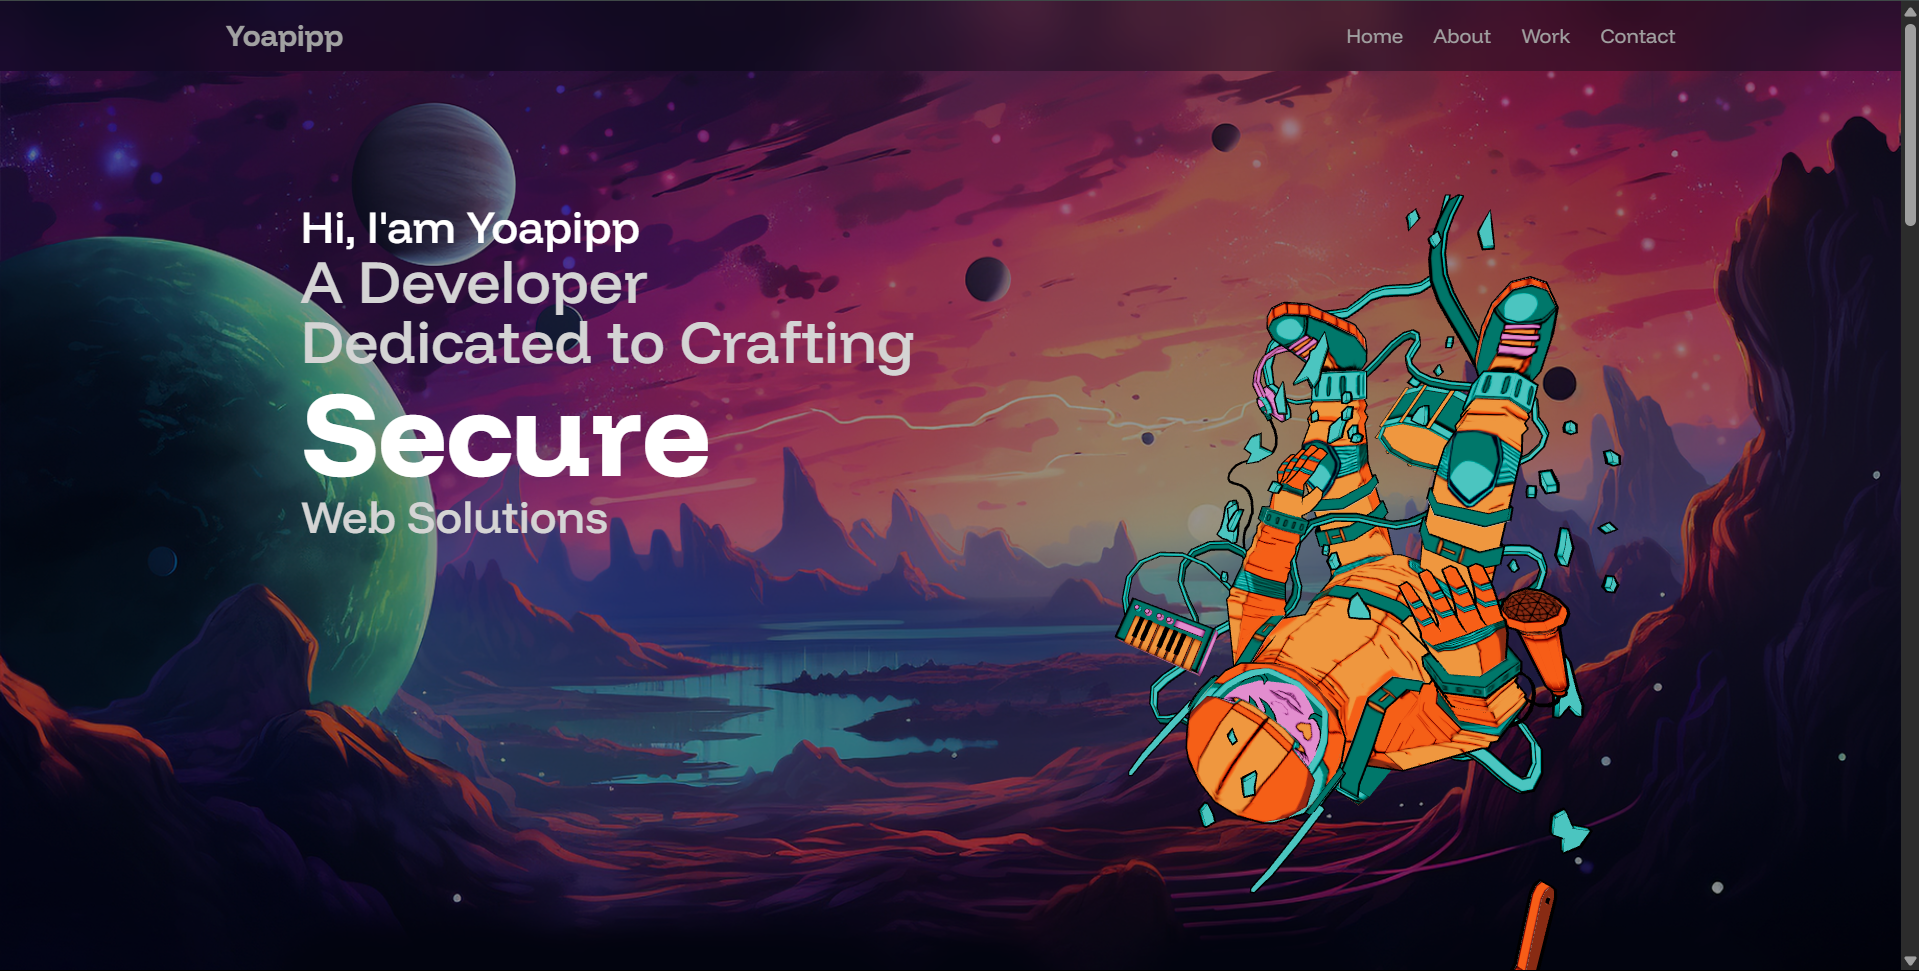 Yoapipp
Home About Work Contact
Hi, I'am Yoapipp
A Developer
Dedicated to Crafting
Secure
Web Solutions